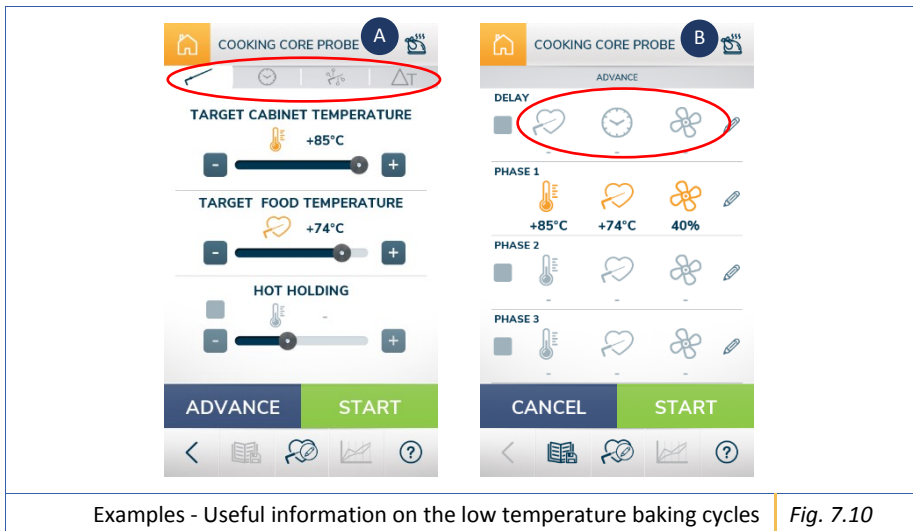 COOKING CORE PROBE A
ΔT
TARGET CABINET TEMPERATURE
+85°C
- +
TARGET FOOD TEMPERATURE
+74°C
- +
HOT HOLDING
-
- +
ADVANCE START
?
COOKING CORE PROBE B
ADVANCE
DELAY
- -
PHASE 1
+85°C +74°C 40%
PHASE 2
- -
PHASE 3
- -
CANCEL START
?
Examples - Useful information on the low temperature baking cycles Fig. 7.10